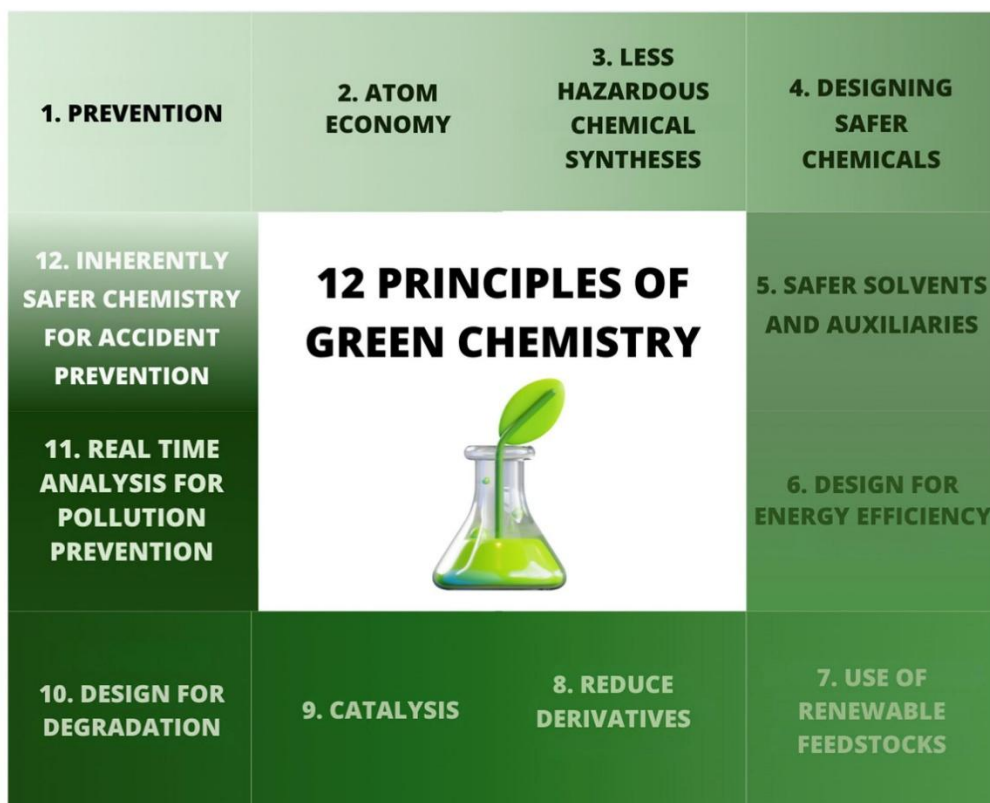 1. PREVENTION
2. ATOM
ECONOMY
3. LESS
HAZARDOUS
CHEMICAL
SYNTHESES
4. DESIGNING
SAFER
CHEMICALS
12. INHERENTLY
SAFER CHEMISTRY
FOR ACCIDENT
PREVENTION
12 PRINCIPLES OF
GREEN CHEMISTRY
5. SAFER SOLVENTS
AND AUXILIARIES
11. REAL TIME
ANALYSIS FOR
POLLUTION
PREVENTION
6. DESIGN FOR
ENERGY EFFICIENCY
10. DESIGN FOR
DEGRADATION
9. CATALYSIS
8. REDUCE
DERIVATIVES
7. USE OF
RENEWABLE
FEEDSTOCKS